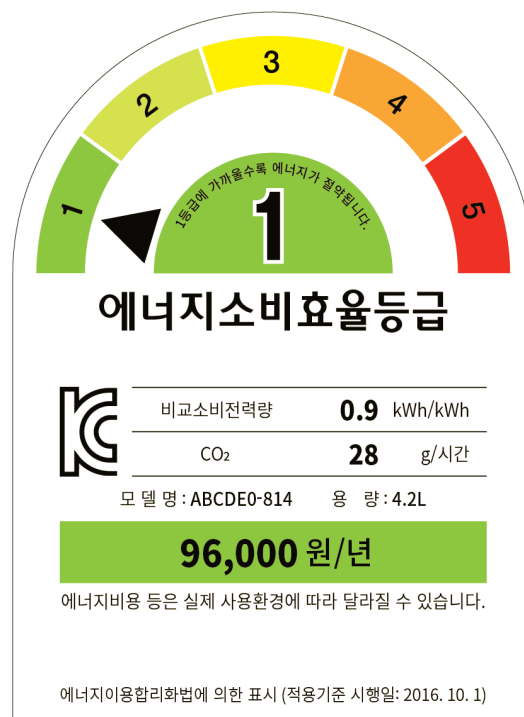 1
2
3
4
5
1등급에 가까울수록 에너지가 절약됩니다.
1
에너지소비효율등급
비교소비전력량 0.9 kWh/kWh
CO₂ 28 g/시간
모 델 명 : ABCDE0-814 용 량 : 4.2L
96,000 원/년
에너지비용 등은 실제 사용환경에 따라 달라질 수 있습니다.
에너지이용합리화법에 의한 표시 (적용기준 시행일: 2016. 10. 1)